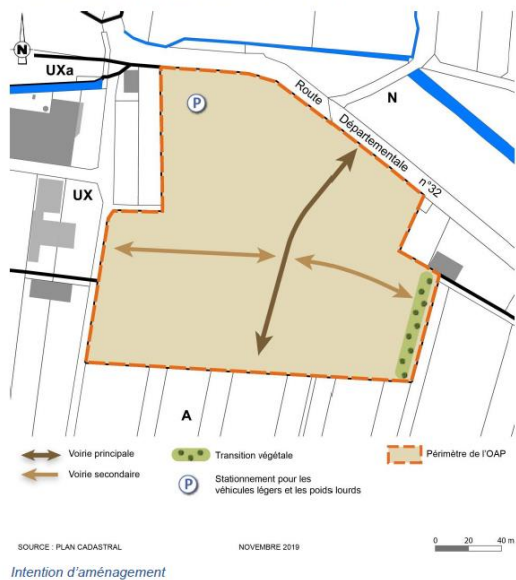 N
UXa
P
N
Route Départementale n°32
UX
A
Voirie principale
Voirie secondaire
Transition végétale
P
Stationnement pour les
véhicules légers et les poids lourds
Périmètre de l'OAP
SOURCE : PLAN CADASTRAL
NOVEMBRE 2019
0 20 40 m
Intention d’aménagement